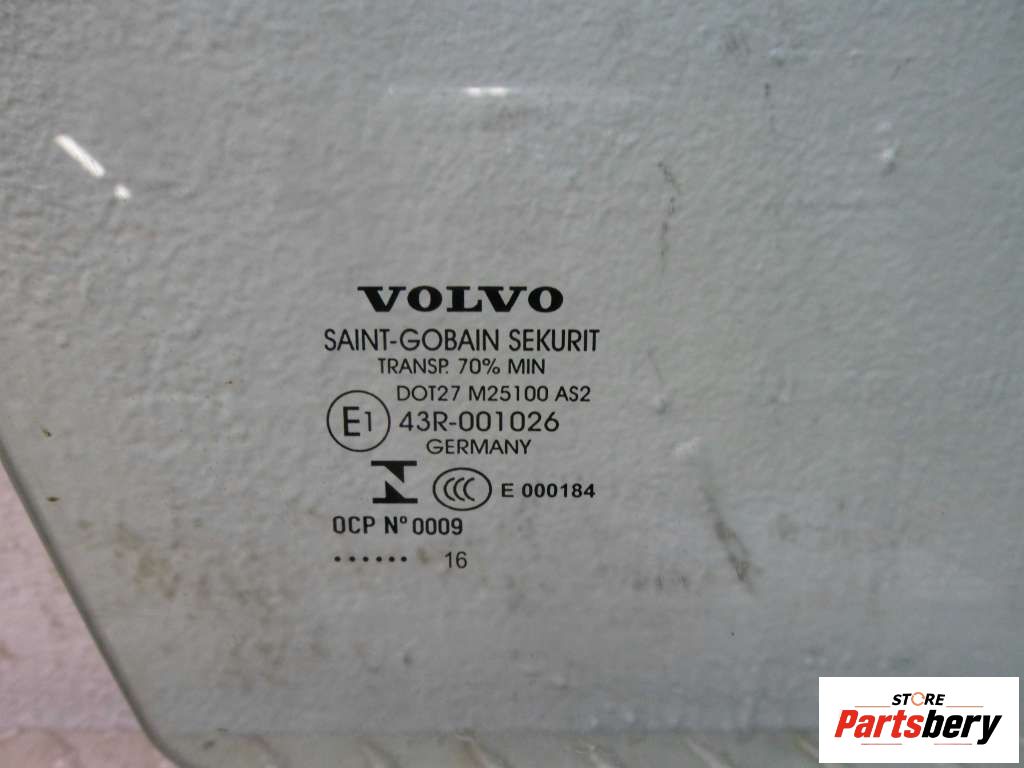 VOLVO
SAINT-GOBAIN SEKURIT
TRANSP. 70% MIN
DOT27 M25100 AS2
E1 43R-001026
GERMANY
N CCC E 000184
OCP Nº 0009
...... 16
STORE
Partsbery